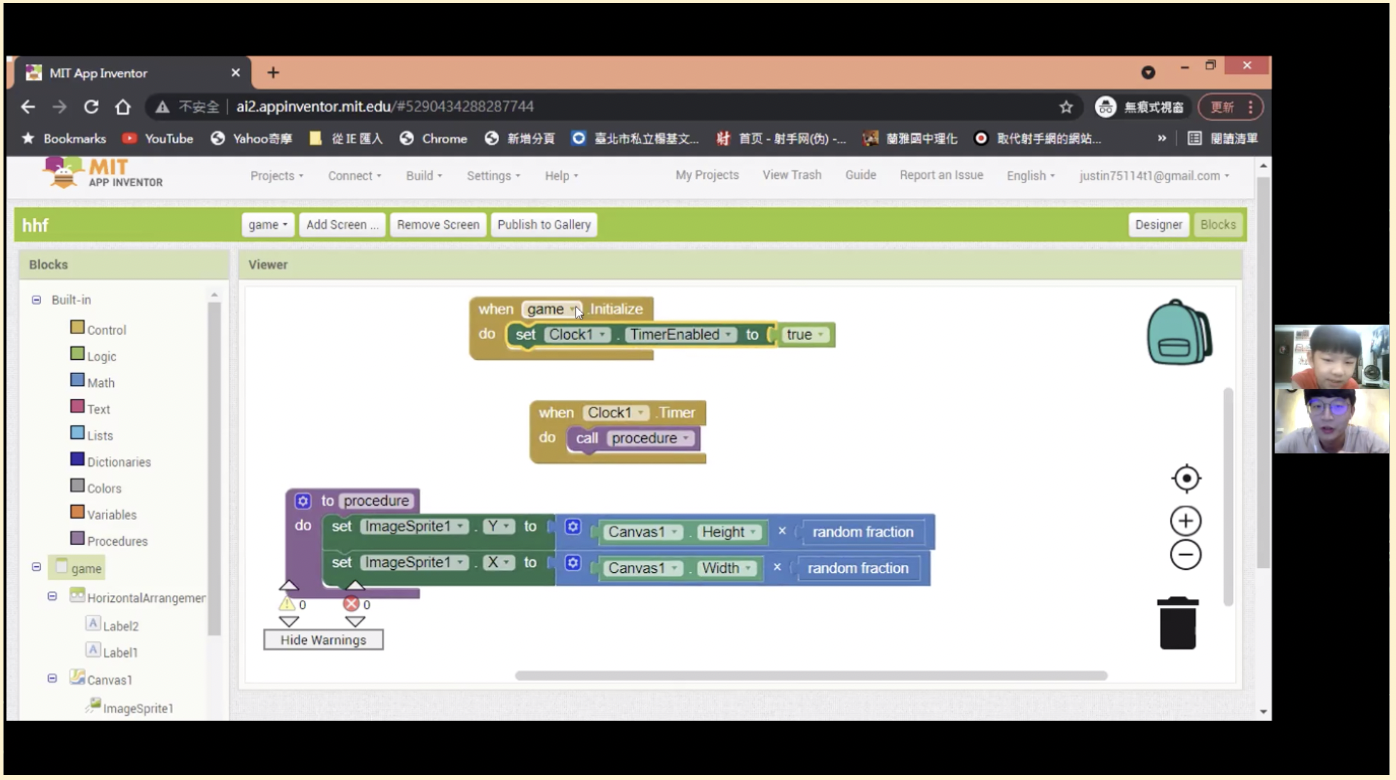 MIT App Inventor
不安全 ai2.appinventor.mit.edu/#5290434288287744 無痕式視窗 更新
Bookmarks YouTube Yahoo奇摩 從 IE 匯入 Chrome 新增分頁 臺北市私立楊基文... 首页 - 射手网(伪) -... 蘭雅國中理化 取代射手網的網站... » 閱讀清單
MIT
APP INVENTOR
Projects Connect Build Settings Help My Projects View Trash Guide Report an Issue English justin75114t1@gmail.com
hhf game Add Screen ... Remove Screen Publish to Gallery Designer Blocks
Blocks Viewer
Built-in
Control
Logic
Math
Text
Lists
Dictionaries
Colors
Variables
Procedures
game
HorizontalArrangemer
Label2
Label1
Canvas1
ImageSprite1
when game .Initialize
do set Clock1 . TimerEnabled to true
when Clock1 .Timer
do call procedure
to procedure
do set ImageSprite1 . Y to Canvas1 . Height × random fraction
set ImageSprite1 . X to Canvas1 . Width × random fraction
0 0
Hide Warnings